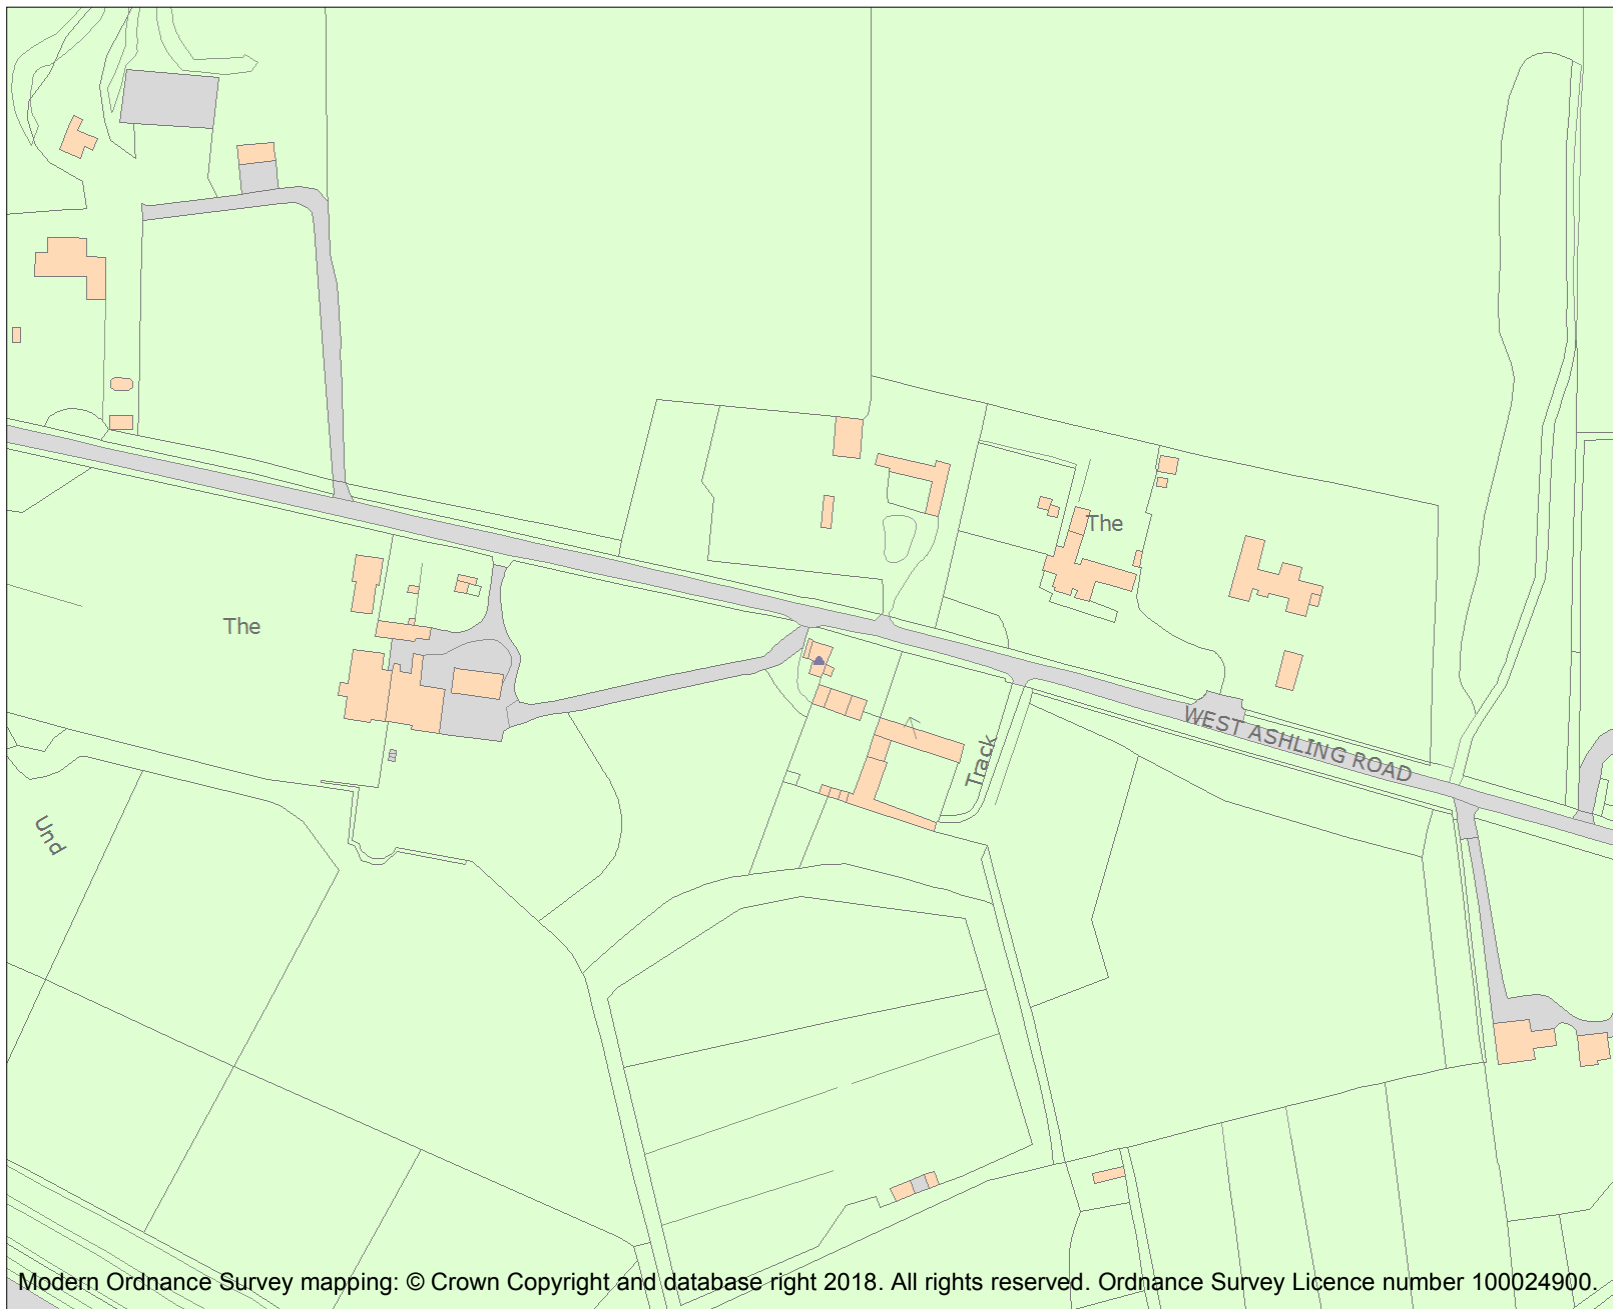 The
The
WEST ASHLING ROAD
Track
Und
Modern Ordnance Survey mapping: © Crown Copyright and database right 2018. All rights reserved. Ordnance Survey Licence number 100024900.